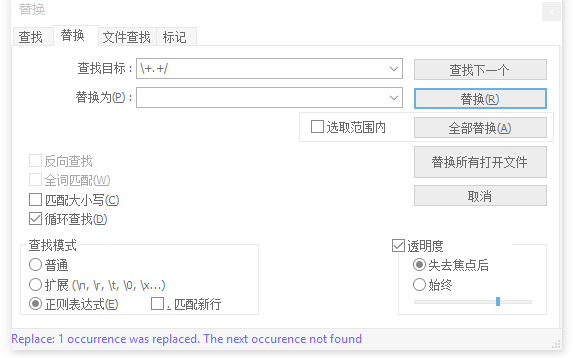 替换
查找 替换 文件查找 标记
查找目标 : \+. +/ 查找下一个
替换为(P) : 替换(R)
选取范围内 全部替换(A)
替换所有打开文件
反向查找
全词匹配(W)
匹配大小写(C) 取消
循环查找(D)
查找模式 透明度
普通 失去焦点后
扩展 (\n, \r, \t, \0, \x...) 始终
正则表达式(E) . 匹配新行
Replace: 1 occurrence was replaced. The next occurence not found